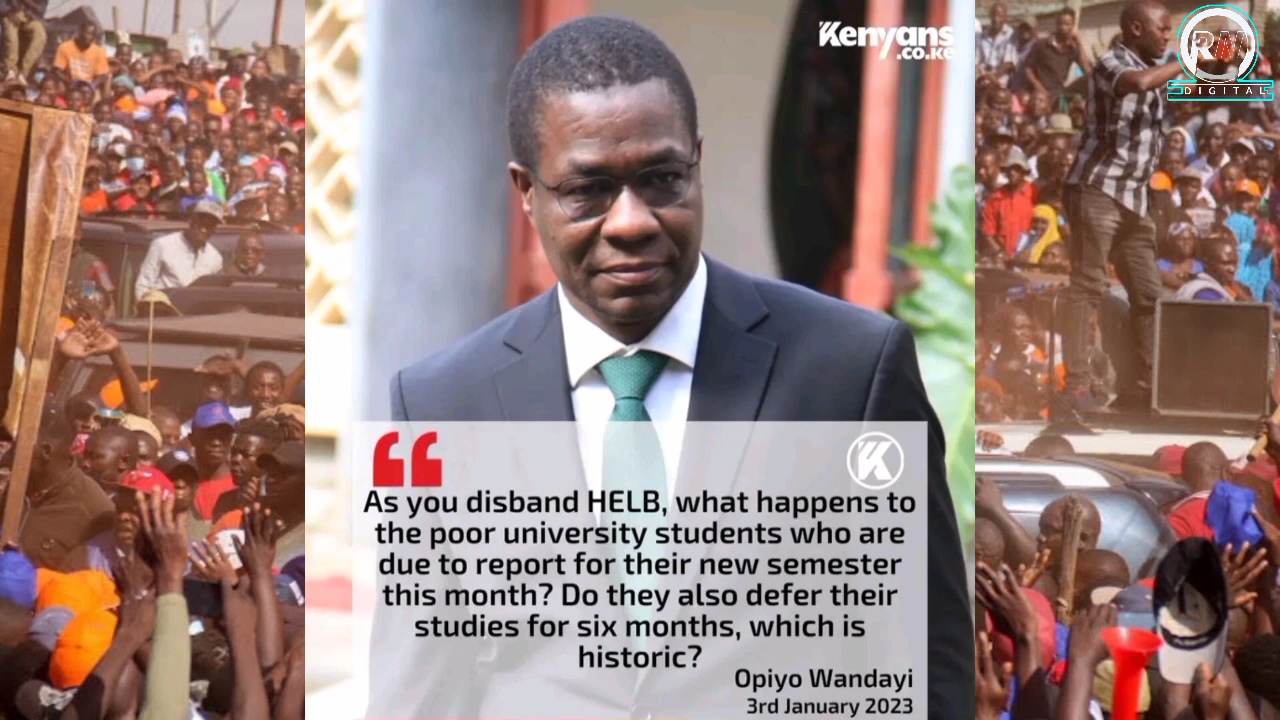 Kenyans
.co.ke
RM
DIGITAL
As you disband HELB, what happens to
the poor university students who are
due to report for their new semester
this month? Do they also defer their
studies for six months, which is
historic?
Opiyo Wandayi
3rd January 2023